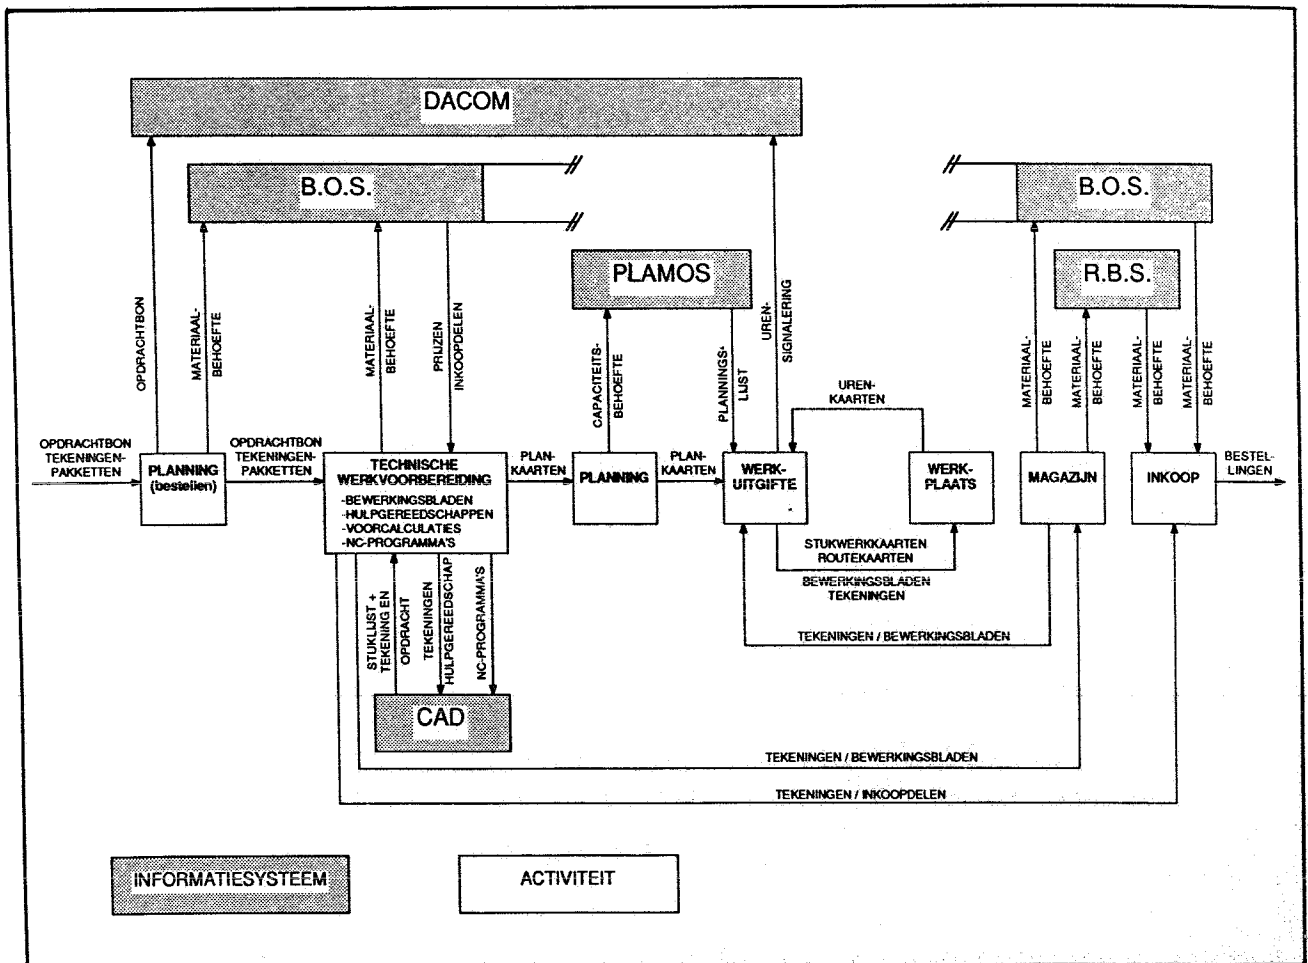 DACOM
B.O.S.
B.O.S.
PLAMOS
R.B.S.
OPDRACHTBON
MATERIAAL-
BEHOEFTE
MATERIAAL-
BEHOEFTE
PRIJZEN
INKOOPDELEN
CAPACITEITS-
BEHOEFTE
PLANNINGS-
LIJST
UREN-
SIGNALERING
MATERIAAL-
BEHOEFTE
MATERIAAL-
BEHOEFTE
MATERIAAL-
BEHOEFTE
MATERIAAL-
BEHOEFTE
UREN-
KAARTEN
OPDRACHTBON
TEKENINGEN-
PAKKETTEN
PLANNING
(bestellen)
OPDRACHTBON
TEKENINGEN-
PAKKETTEN
TECHNISCHE
WERKVOORBEREIDING
-BEWERKINGSBLADEN
-HULPGEREEDSCHAPPEN
-VOORCALCULATIES
-NC-PROGRAMMA'S
PLAN-
KAARTEN
PLANNING
PLAN-
KAARTEN
WERK-
UITGIFTE
WERK-
PLAATS
MAGAZIJN
INKOOP
BESTEL-
LINGEN
STUKWERKKAARTEN
ROUTEKAARTEN
BEWERKINGSBLADEN
TEKENINGEN
STUKLIJST +
TEKENING EN
OPDRACHT
TEKENINGEN
HULPGEREEDSCHAP
NC-PROGRAMMA'S
TEKENINGEN / BEWERKINGSBLADEN
CAD
TEKENINGEN / BEWERKINGSBLADEN
TEKENINGEN / INKOOPDELEN
INFORMATIESYSTEEM
ACTIVITEIT